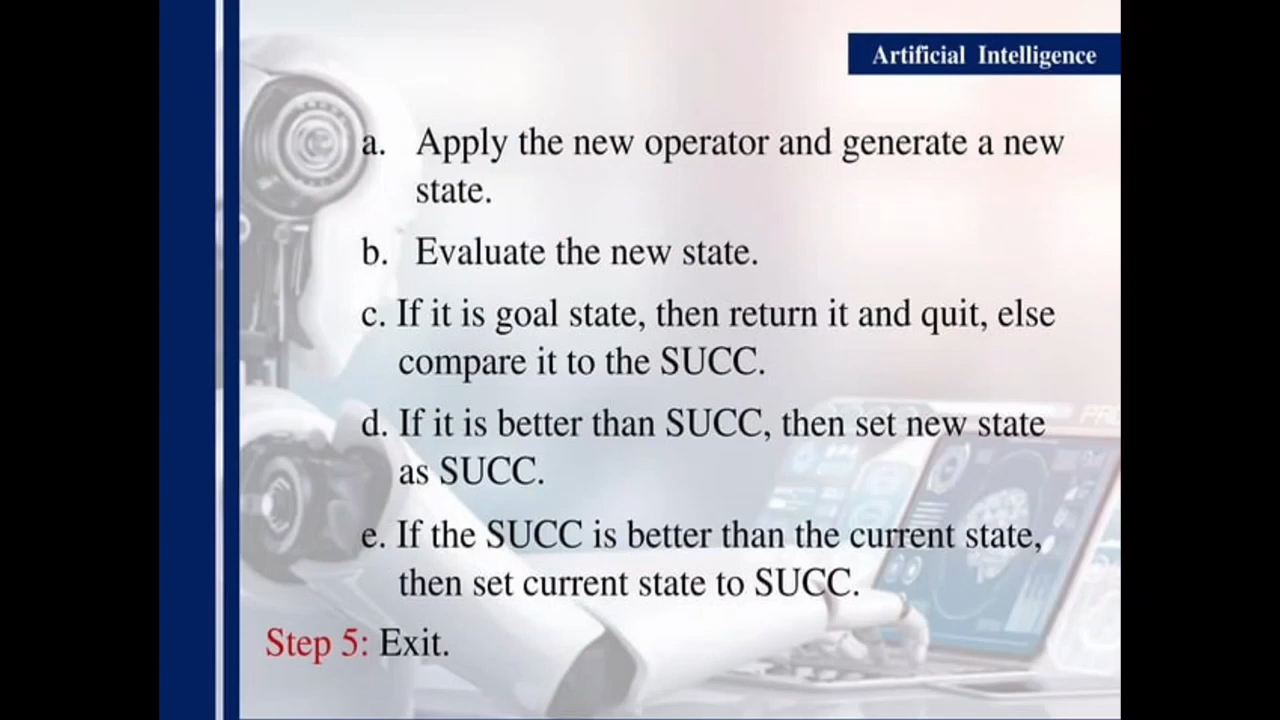 Artificial Intelligence
a. Apply the new operator and generate a new
state.
b. Evaluate the new state.
c. If it is goal state, then return it and quit, else
compare it to the SUCC.
d. If it is better than SUCC, then set new state
as SUCC.
e. If the SUCC is better than the current state,
then set current state to SUCC.
Step 5: Exit.